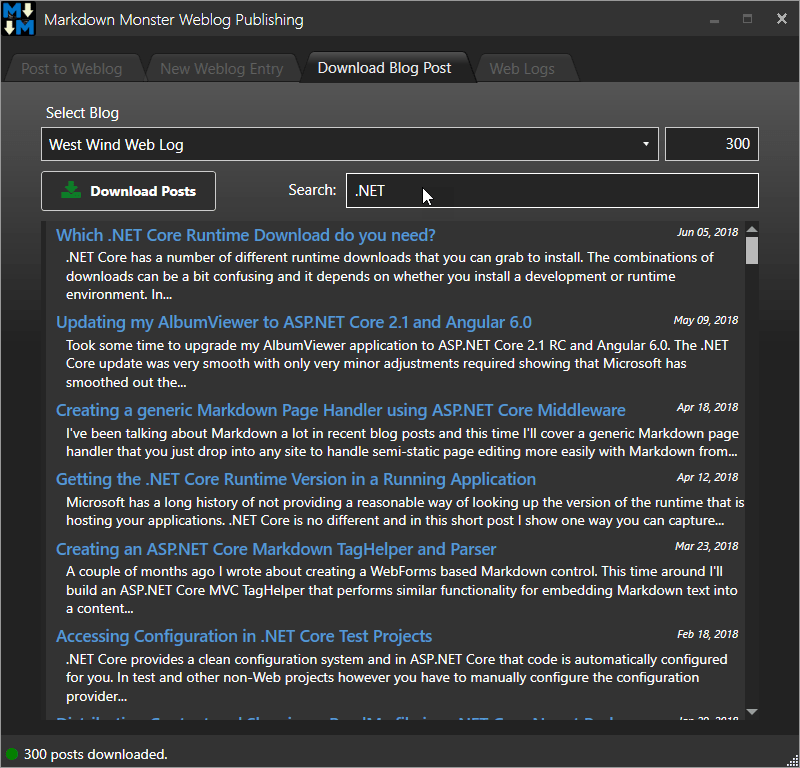 Markdown Monster Weblog Publishing
Post to Weblog New Weblog Entry Download Blog Post Web Logs
Select Blog
West Wind Web Log 300
Download Posts Search: .NET
Which .NET Core Runtime Download do you need? Jun 05, 2018
.NET Core has a number of different runtime downloads that you can grab to install. The combinations of
downloads can be a bit confusing and it depends on whether you install a development or runtime
environment. In...
Updating my AlbumViewer to ASP.NET Core 2.1 and Angular 6.0 May 09, 2018
Took some time to upgrade my AlbumViewer application to ASP.NET Core 2.1 RC and Angular 6.0. The .NET
Core update was very smooth with only very minor adjustments required showing that Microsoft has
smoothed out the...
Creating a generic Markdown Page Handler using ASP.NET Core Middleware Apr 18, 2018
I've been talking about Markdown a lot in recent blog posts and this time I'll cover a generic Markdown page
handler that you just drop into any site to handle semi-static page editing more easily with Markdown from...
Getting the .NET Core Runtime Version in a Running Application Apr 12, 2018
Microsoft has a long history of not providing a reasonable way of looking up the version of the runtime that is
hosting your applications. .NET Core is no different and in this short post I show one way you can capture...
Creating an ASP.NET Core Markdown TagHelper and Parser Mar 23, 2018
A couple of months ago I wrote about creating a WebForms based Markdown control. This time around I'll
build an ASP.NET Core MVC TagHelper that performs similar functionality for embedding Markdown text into
a content...
Accessing Configuration in .NET Core Test Projects Feb 18, 2018
.NET Core provides a clean configuration system and in ASP.NET Core that code is automatically configured
for you. In test and other non-Web projects however you have to manually configure the configuration
provider...
300 posts downloaded.